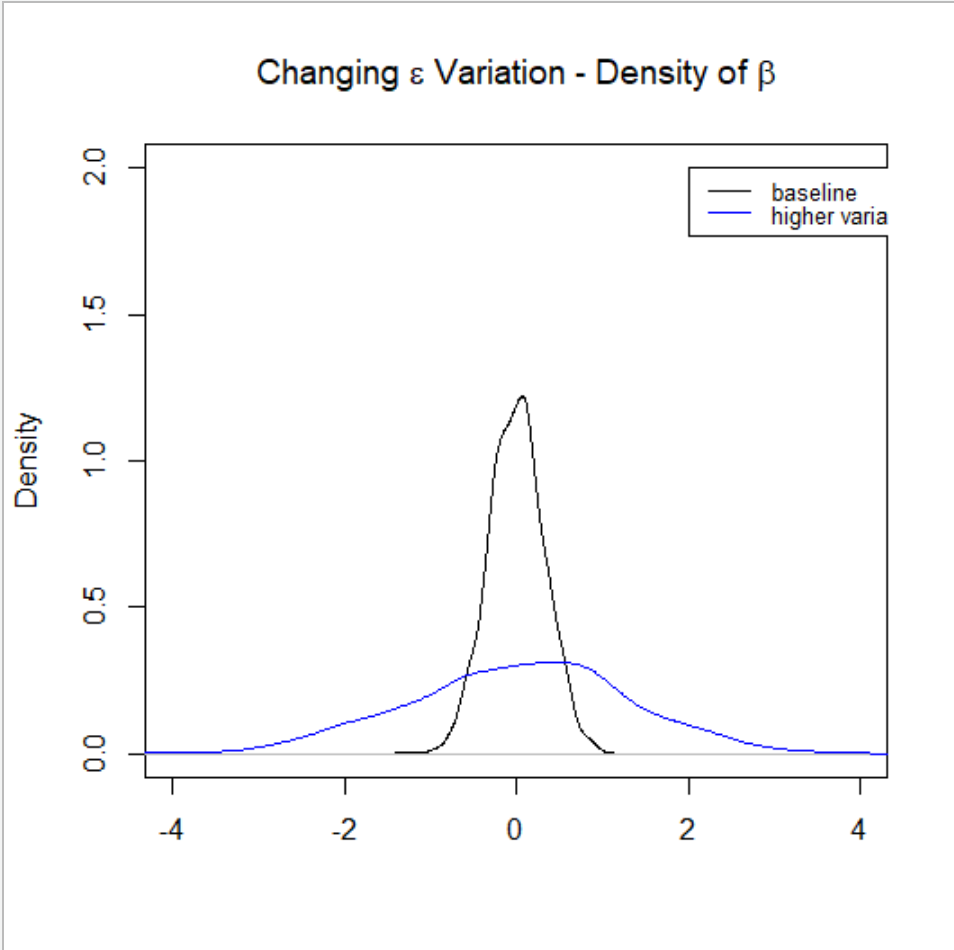 Changing ε Variation - Density of β
2.0
1.5
1.0
0.5
0.0
Density
baseline
higher varia
-4 -2 0 2 4